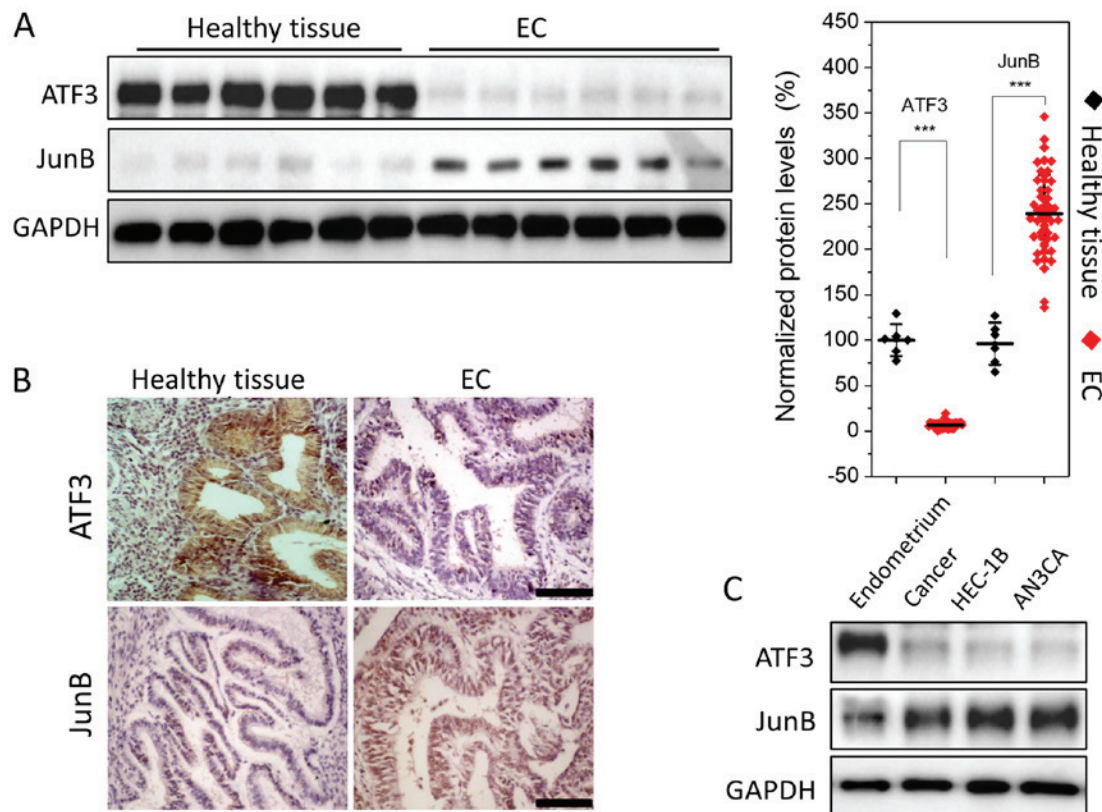 A
Healthy tissue
EC
ATF3
JunB
GAPDH
Normalized protein levels (%)
450
400
350
300
250
200
150
100
50
0
-50
ATF3
***
JunB
***
Healthy tissue
EC
B
Healthy tissue
EC
ATF3
JunB
C
Endometrium
Cancer
HEC-1B
AN3CA
ATF3
JunB
GAPDH